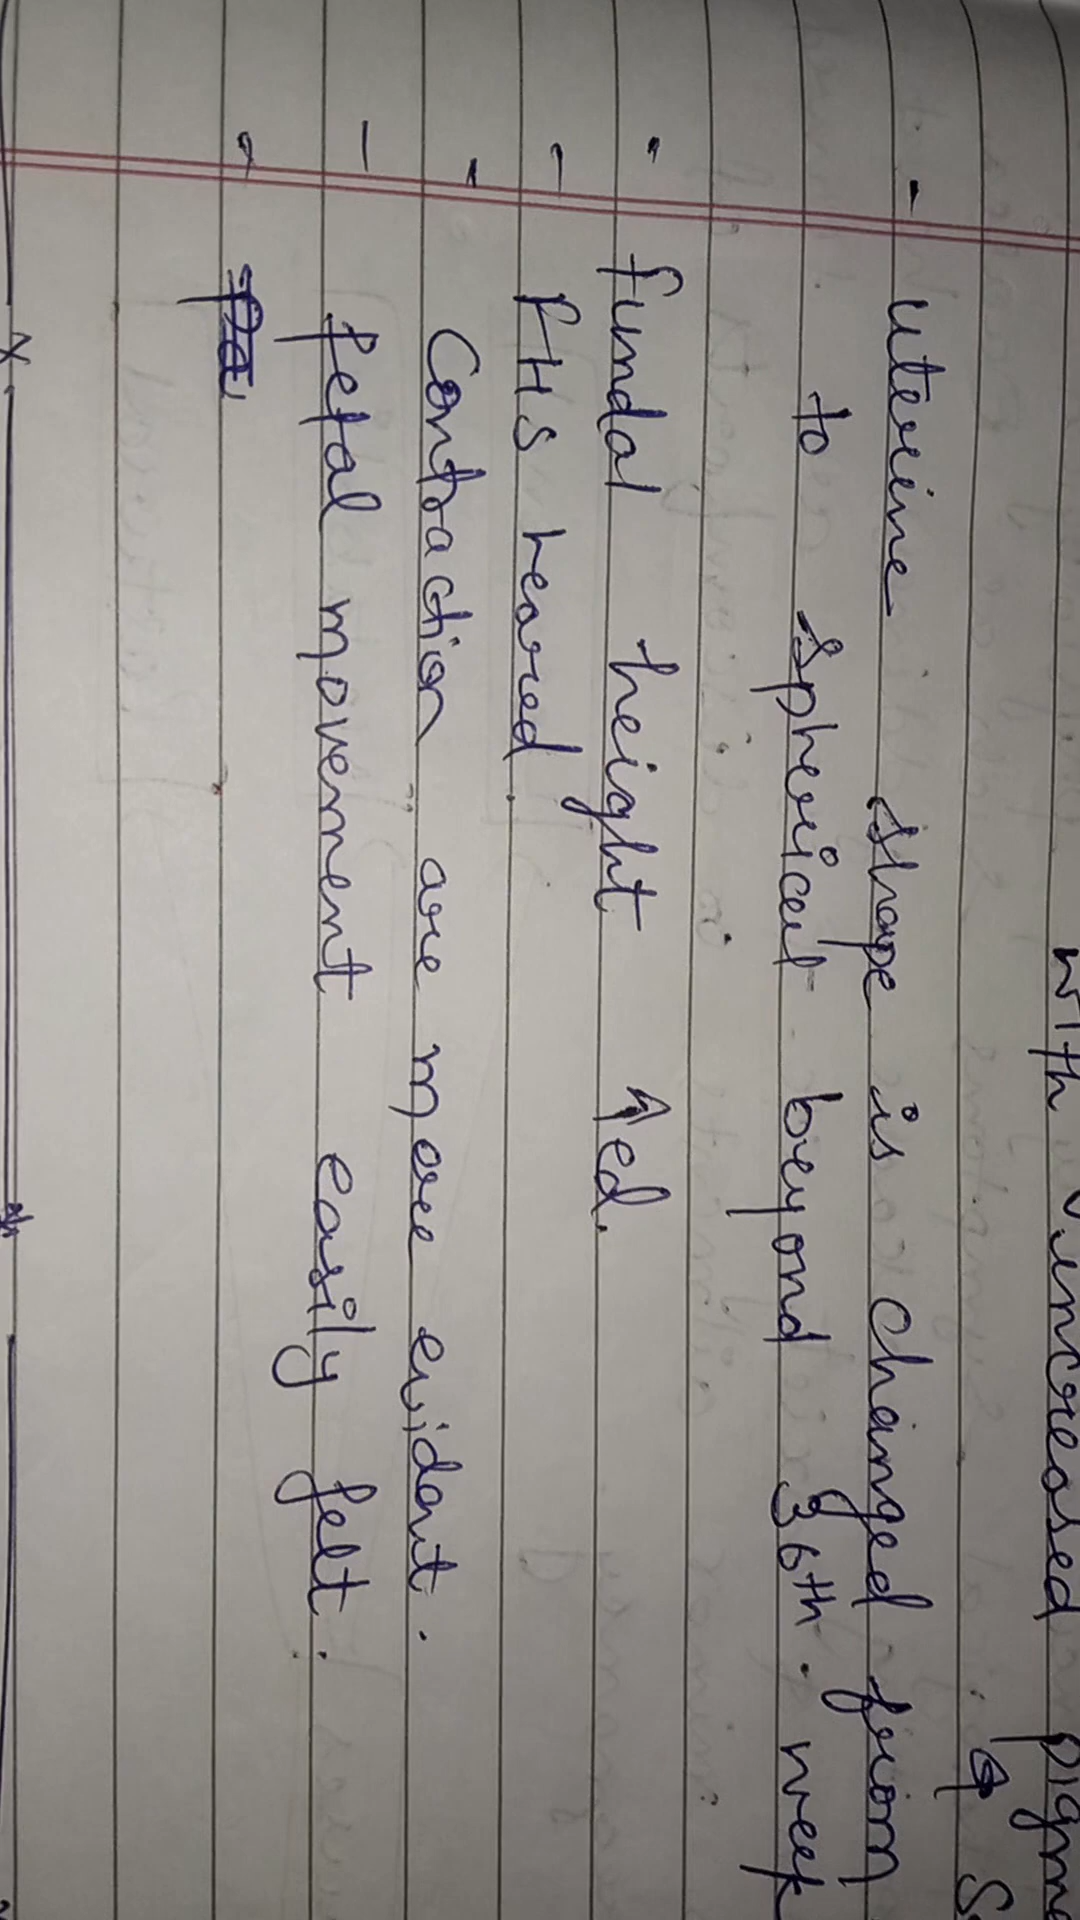 with increased pigme
- uterine shape is changed from
to spherical beyond 36th week
- fundal height ↑ed.
- FHS heared.
- Contraction are more evident.
- fetal movement easily felt.